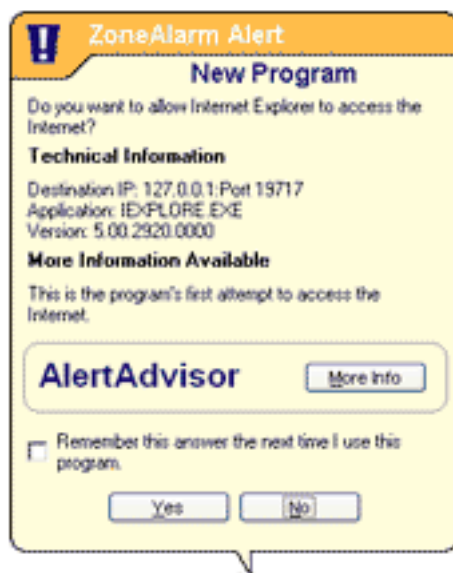 ZoneAlarm Alert
New Program
Do you want to allow Internet Explorer to access the
Internet?
Technical Information
Destination IP: 127.0.0.1:Port 19717
Application: IEXPLORE.EXE
Version: 5.00.2920.0000
More Information Available
This is the program's first attempt to access the
Internet.
AlertAdvisor
More Info
Remember this answer the next time I use this
program.
Yes No